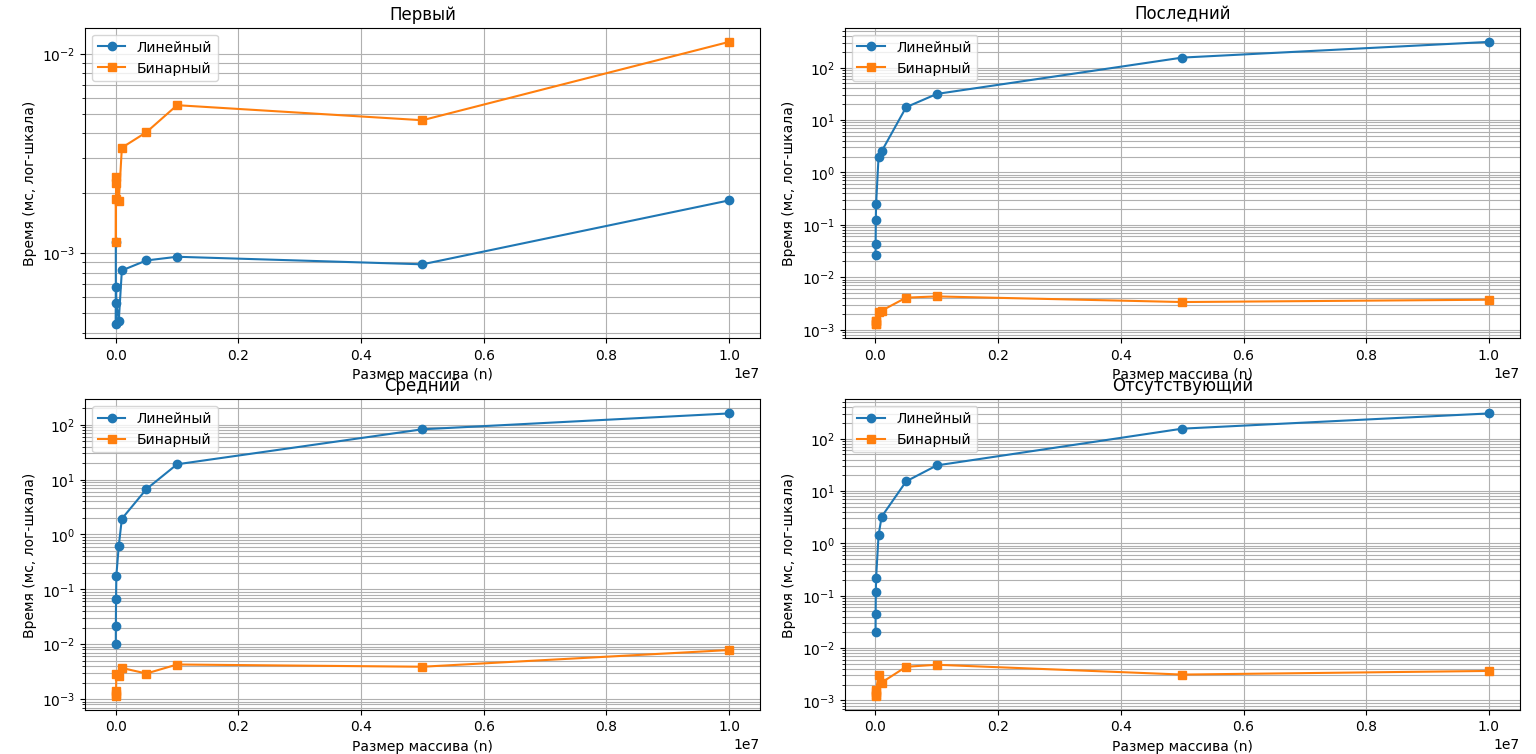 Первый
Время (мс, лог-шкала)
Линейный
Бинарный
10⁻²
10⁻³
0.0 0.2 0.4 0.6 0.8 1.0
1e7
Размер массива (n)
Последний
Время (мс, лог-шкала)
Линейный
Бинарный
10²
10¹
10⁰
10⁻¹
10⁻²
10⁻³
0.0 0.2 0.4 0.6 0.8 1.0
1e7
Размер массива (n)
Средний
Время (мс, лог-шкала)
Линейный
Бинарный
10²
10¹
10⁰
10⁻¹
10⁻²
10⁻³
0.0 0.2 0.4 0.6 0.8 1.0
1e7
Размер массива (n)
Отсутствующий
Время (мс, лог-шкала)
Линейный
Бинарный
10²
10¹
10⁰
10⁻¹
10⁻²
10⁻³
0.0 0.2 0.4 0.6 0.8 1.0
1e7
Размер массива (n)